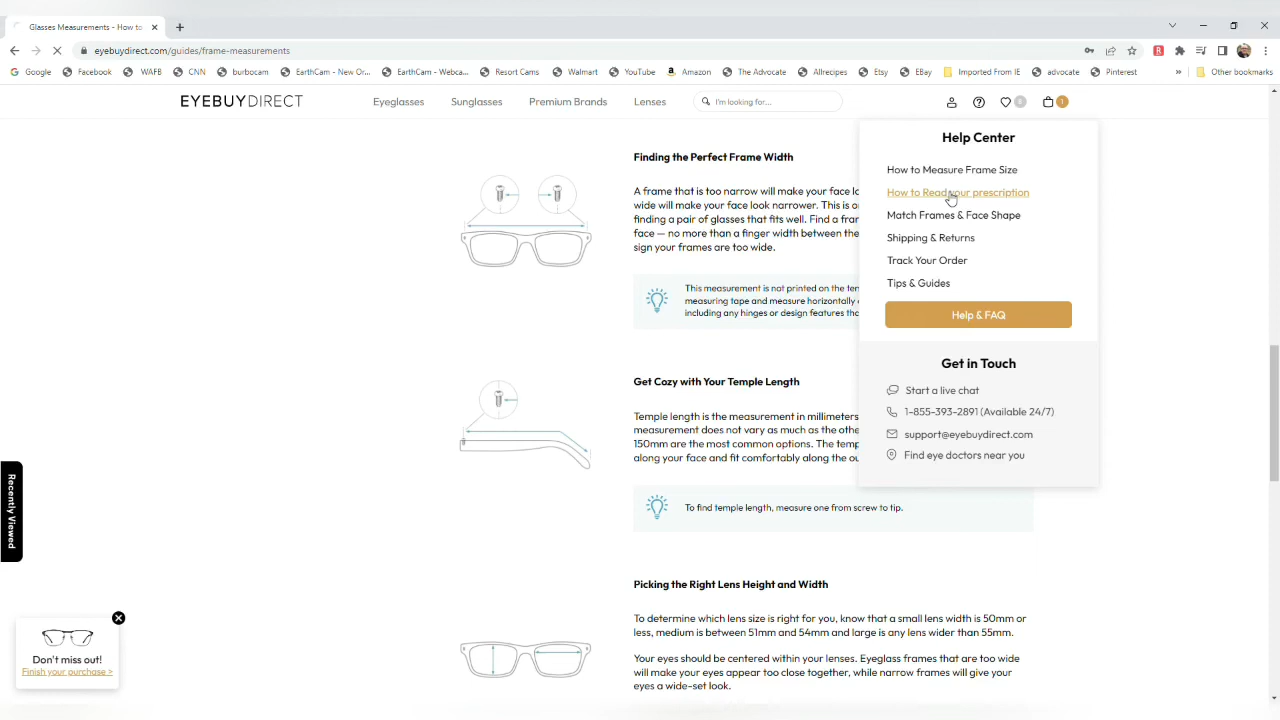 Glasses Measurements - How to
eyebuydirect.com/guides/frame-measurements
Google Facebook WAFB CNN burbocam EarthCam - New Or... EarthCam - Webca... Resort Cams Walmart YouTube Amazon The Advocate Allrecipes Etsy EBay Imported From IE advocate Pinterest » Other bookmarks
EYEBUYDIRECT Eyeglasses Sunglasses Premium Brands Lenses I'm looking for... 0 1
Help Center
How to Measure Frame Size
How to Read your prescription
Match Frames & Face Shape
Shipping & Returns
Track Your Order
Tips & Guides
Help & FAQ
Get in Touch
Start a live chat
1-855-393-2891 (Available 24/7)
support@eyebuydirect.com
Find eye doctors near you
Finding the Perfect Frame Width
A frame that is too narrow will make your face lo
wide will make your face look narrower. This is
finding a pair of glasses that fits well. Find a
face — no more than a finger width between the
sign your frames are too wide.
This measurement is not printed on the
measuring tape and measure horizontally
including any hinges or design features
Get Cozy with Your Temple Length
Temple length is the measurement in millimeters
measurement does not vary as much as the
150mm are the most common options. The
along your face and fit comfortably along the
To find temple length, measure one from screw to tip.
Picking the Right Lens Height and Width
To determine which lens size is right for you, know that a small lens width is 50mm or
less, medium is between 51mm and 54mm and large is any lens wider than 55mm.
Your eyes should be centered within your lenses. Eyeglass frames that are too wide
will make your eyes appear too close together, while narrow frames will give your
eyes a wide-set look.
Recently Viewed
Don't miss out!
Finish your purchase >